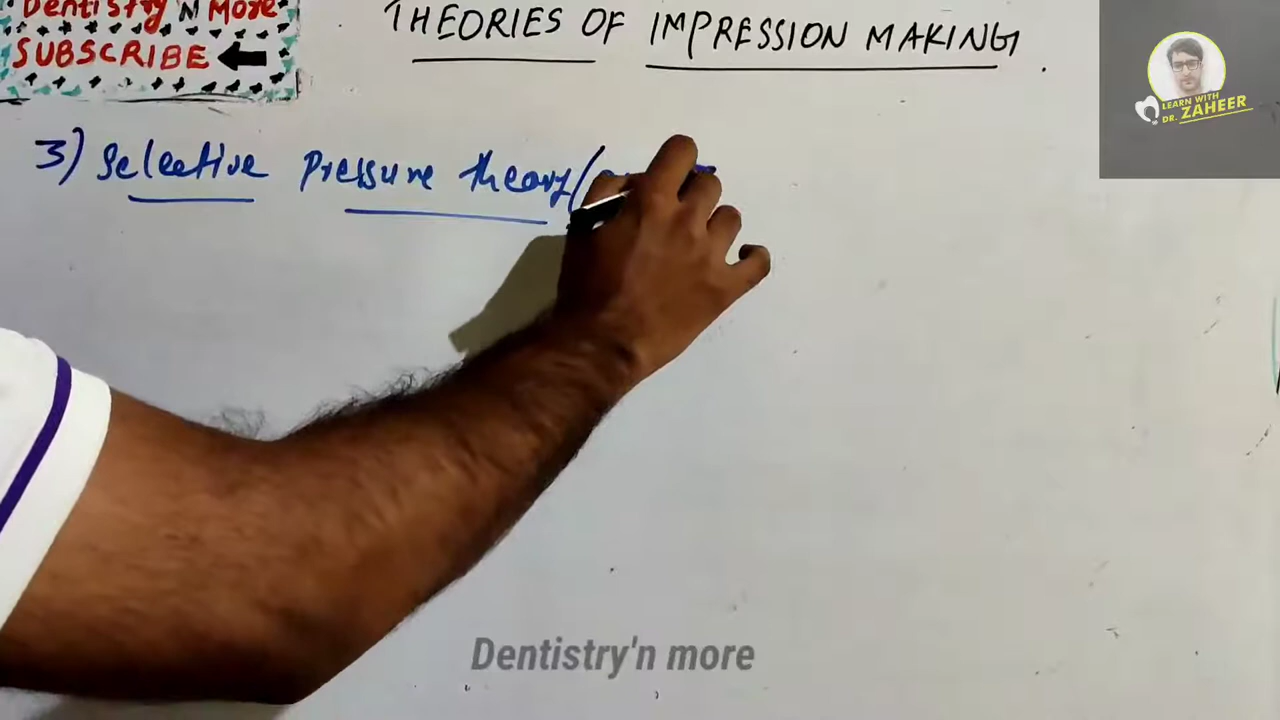 Dentistry 'N More
SUBSCRIBE
THEORIES OF IMPRESSION MAKING.
LEARN WITH
DR. ZAHEER
3) Selective Pressure theory(
Dentistry'n more